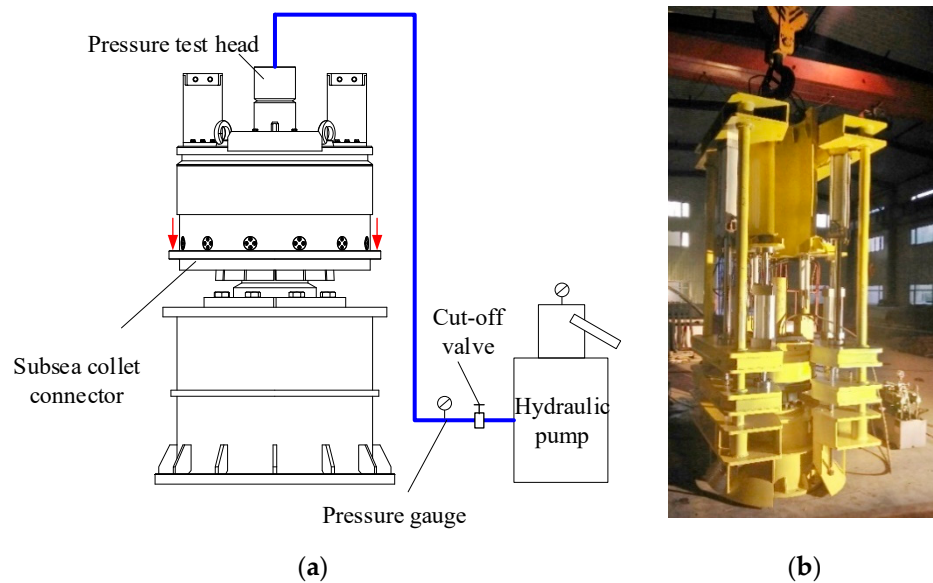 Pressure test head
Cut-off
valve
Subsea collet
connector
Hydraulic
pump
Pressure gauge
(a)
(b)